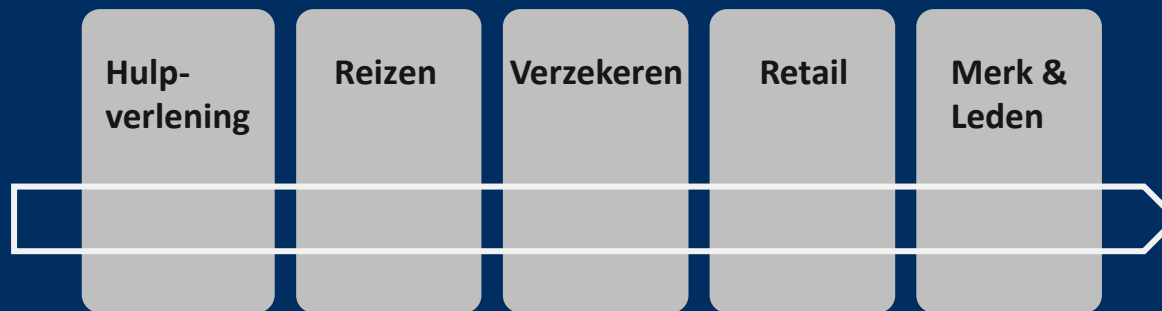 Hulp-
verlening
Reizen
Verzekeren
Retail
Merk &
Leden